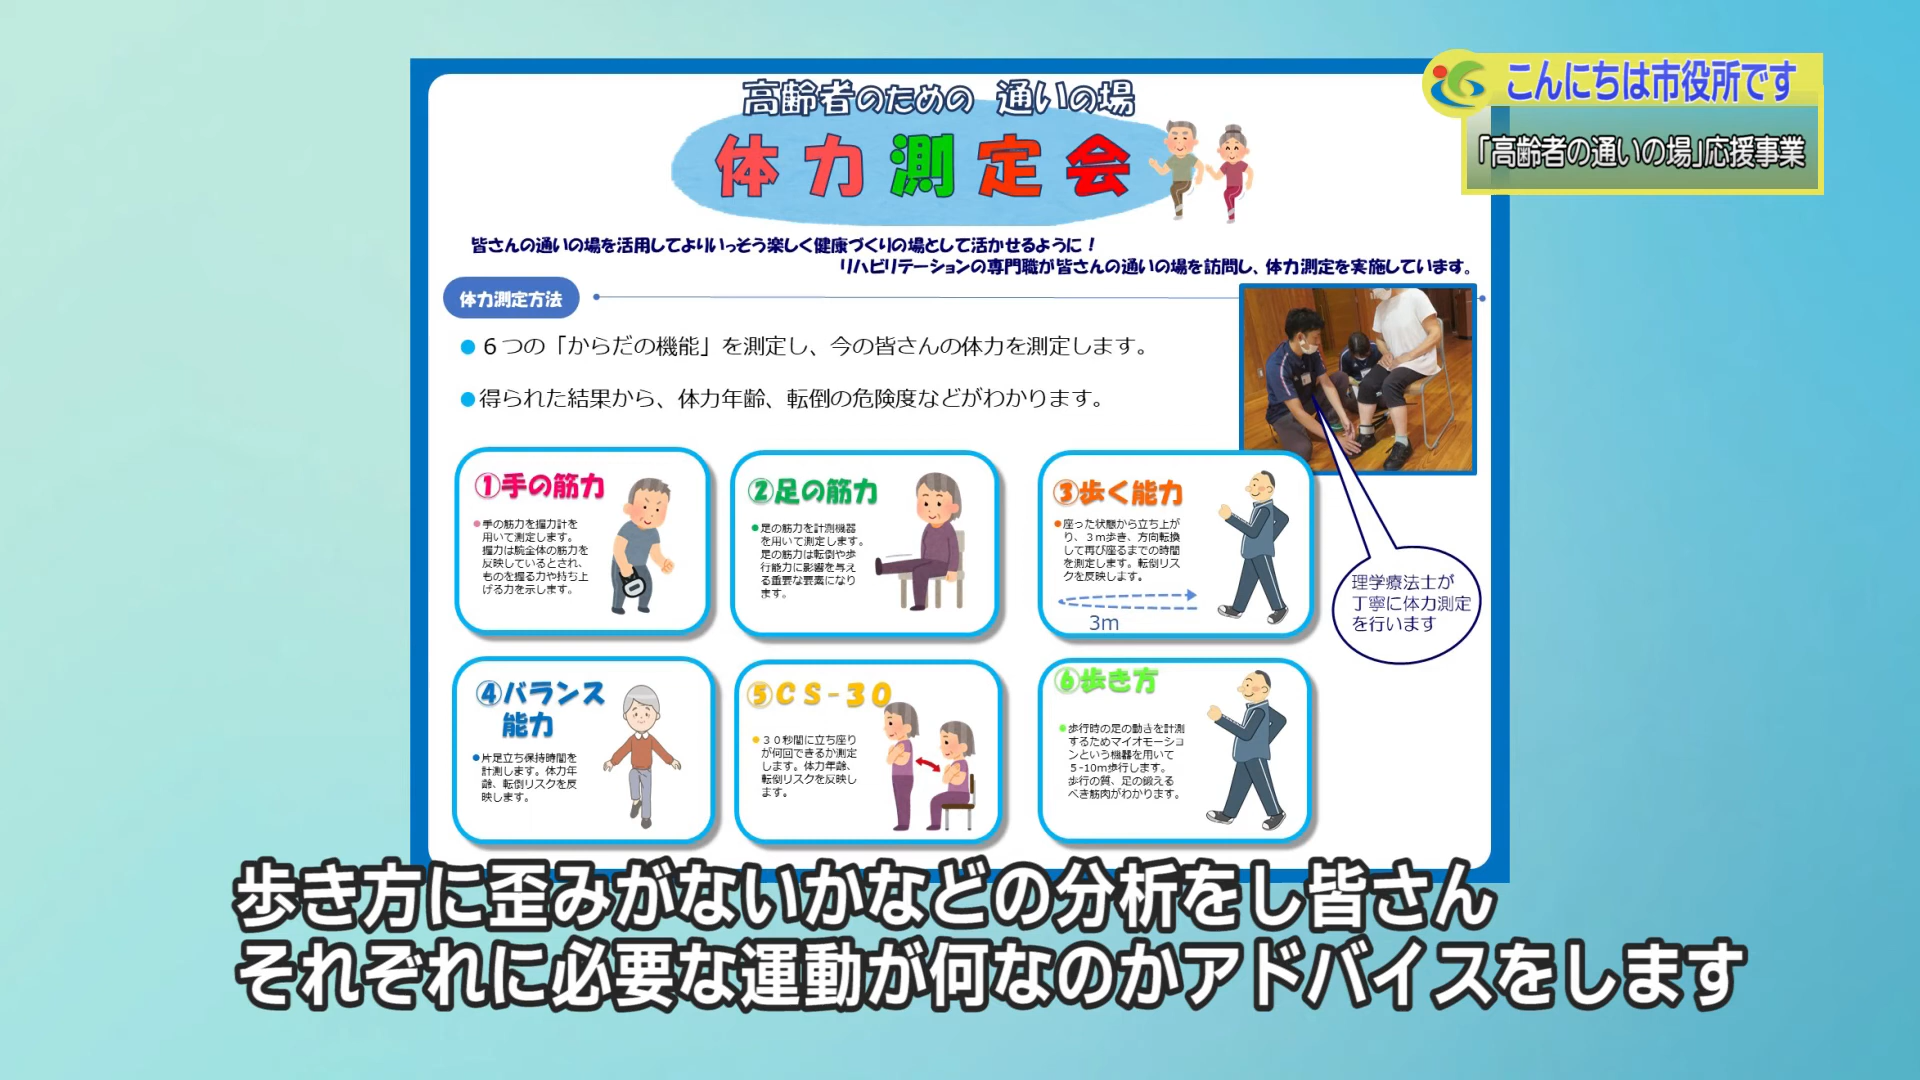 こんにちは市役所です
「高齢者の通いの場」応援事業
高齢者のための 通いの場
体力測定会
皆さんの通いの場を活用してよりいっそう楽しく健康づくりの場として活かせるように！
リハビリテーションの専門職が皆さんの通いの場を訪問し、体力測定を実施しています。
体力測定方法
●６つの「からだの機能」を測定し、今の皆さんの体力を測定します。
●得られた結果から、体力年齢、転倒の危険度などがわかります。
①手の筋力
●手の筋力を握力計を
用いて測定します。
握力は腕全体の筋力を
反映しているとされ、
ものを握る力や持ち上
げる力を示します。
②足の筋力
●足の筋力を計測機器
を用いて測定します。
足の筋力は転倒や歩
行能力に影響を与え
る重要な要素になり
ます。
③歩く能力
●座った状態から立ち上が
り、３ｍ歩き、方向転換
して再び座るまでの時間
を測定します。転倒リス
クを反映します。
3m
理学療法士が
丁寧に体力測定
を行います
④バランス
能力
●片足立ち保持時間を
計測します。体力年
齢、転倒リスクを反
映します。
⑤ＣＳ-３０
●３０秒間に立ち座り
が何回できるか測定
します。体力年齢、
転倒リスクを反映し
ます。
⑥歩き方
●歩行時の足の動きを計測
するためマイオモーショ
ンという機器を用いて
５-10m歩行します。
歩行の質、足の鍛える
べき筋肉がわかります。
歩き方に歪みがないかなどの分析をし皆さん
それぞれに必要な運動が何なのかアドバイスをします